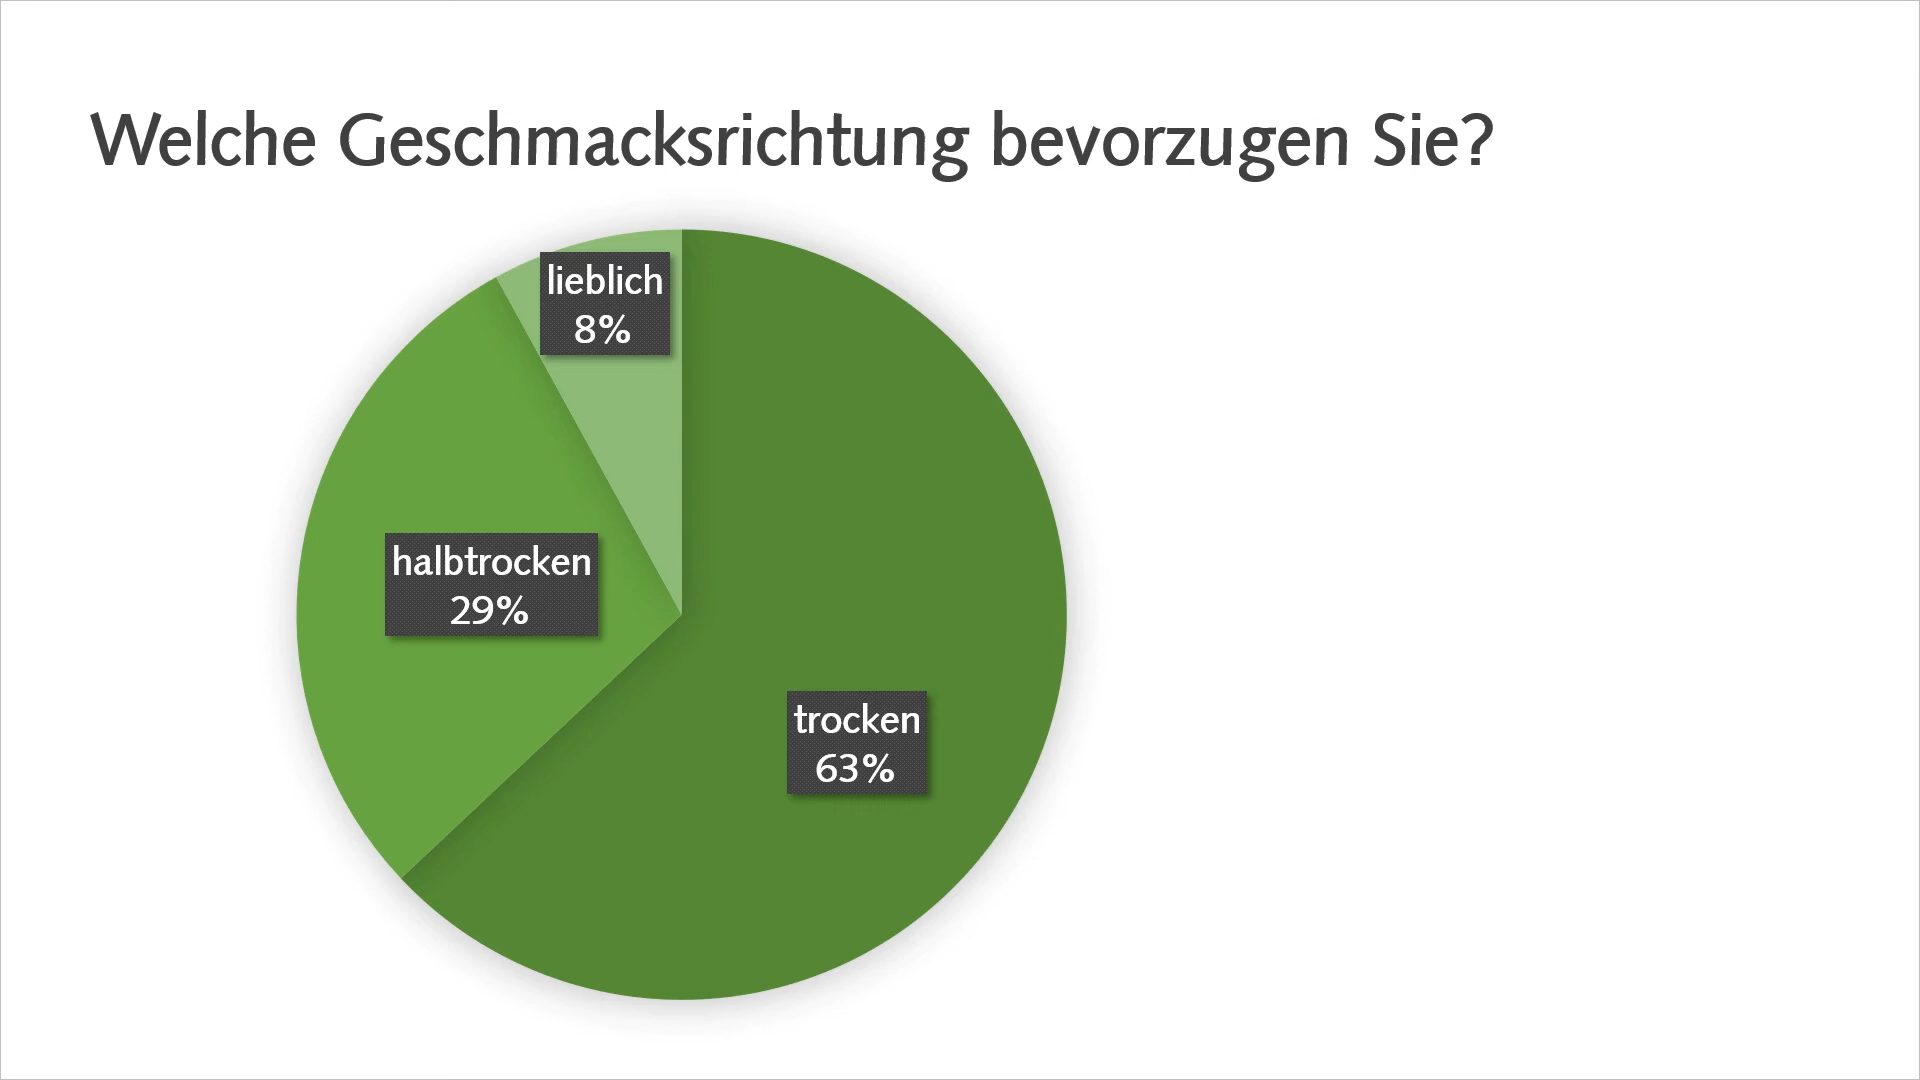 Welche Geschmacksrichtung bevorzugen Sie?
lieblich
8%
halbtrocken
29%
trocken
63%